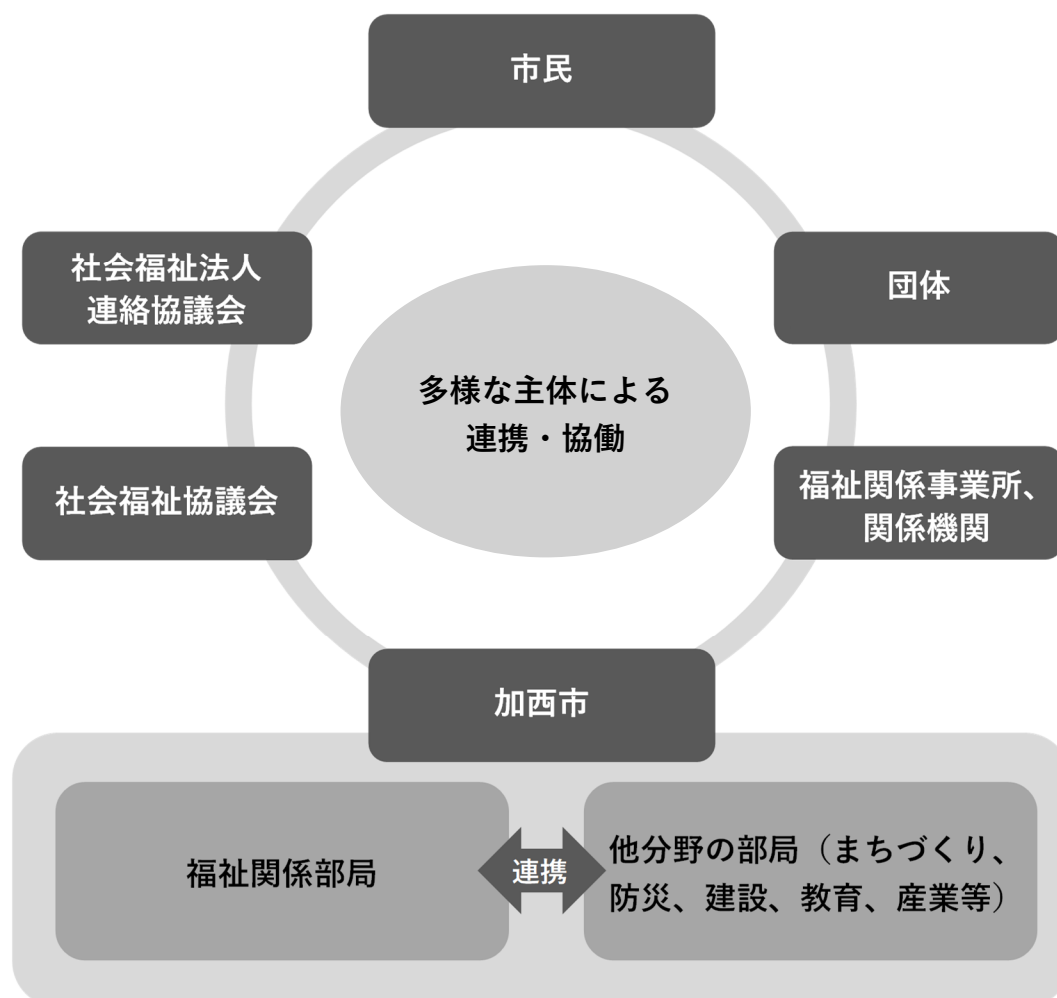 市民
社会福祉法人
連絡協議会
団体
多様な主体による
連携・協働
社会福祉協議会
福祉関係事業所、
関係機関
加西市
福祉関係部局
連携
他分野の部局（まちづくり、
防災、建設、教育、産業等）